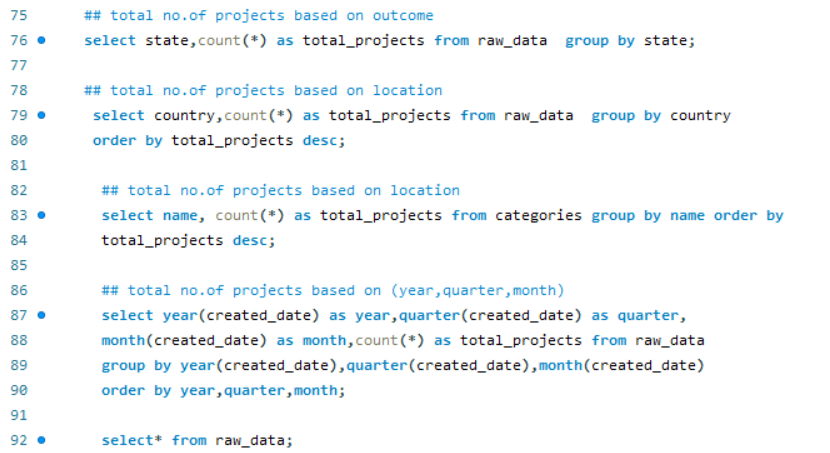 75 ## total no.of projects based on outcome
76 select state,count(*) as total_projects from raw_data  group by state;
77
78 ## total no.of projects based on location
79 select country,count(*) as total_projects from raw_data  group by country
80 order by total_projects desc;
81
82 ## total no.of projects based on location
83 select name, count(*) as total_projects from categories group by name order by
84 total_projects desc;
85
86 ## total no.of projects based on (year,quarter,month)
87 select year(created_date) as year,quarter(created_date) as quarter,
88 month(created_date) as month,count(*) as total_projects from raw_data
89 group by year(created_date),quarter(created_date),month(created_date)
90 order by year,quarter,month;
91
92 select* from raw_data;